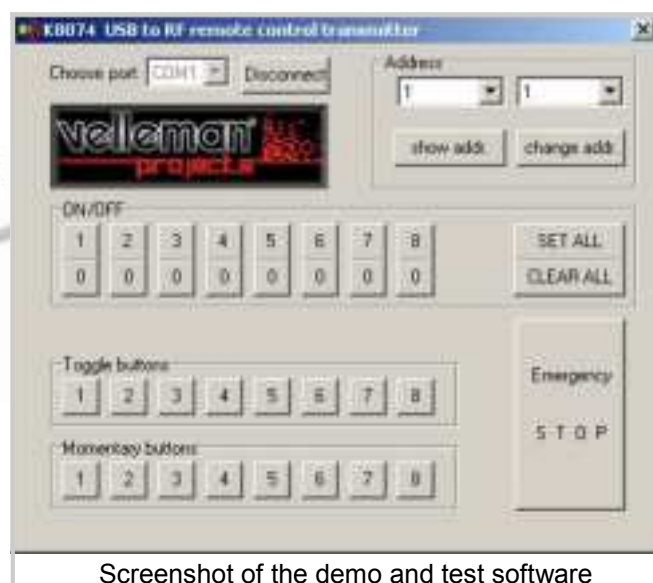 K8074 USB to RF remote control transmitter
Choose port COM1 Disconnect
Address
1 1
show addr. change addr.
velleman
projects
ON/OFF
1 2 3 4 5 6 7 8 SET ALL
0 0 0 0 0 0 0 0 CLEAR ALL
Toggle buttons
1 2 3 4 5 6 7 8
Momentary buttons
1 2 3 4 5 6 7 8
Emergency
STOP
Screenshot of the demo and test software